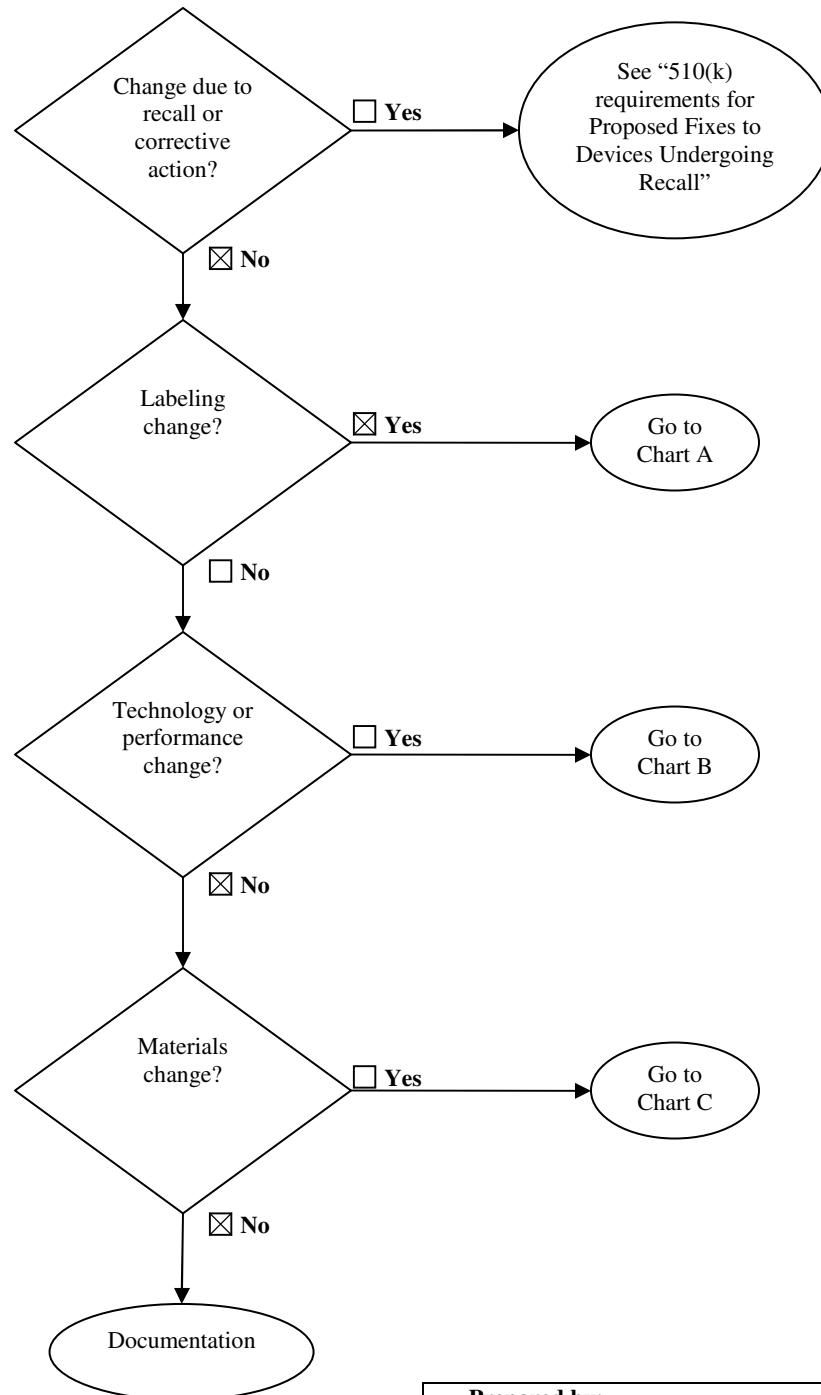 Change due to
recall or
corrective
action?
☐ Yes
See “510(k)
requirements for
Proposed Fixes to
Devices Undergoing
Recall”
☒ No
Labeling
change?
☒ Yes
Go to
Chart A
☐ No
Technology or
performance
change?
☐ Yes
Go to
Chart B
☒ No
Materials
change?
☐ Yes
Go to
Chart C
☒ No
Documentation
Prepared by: